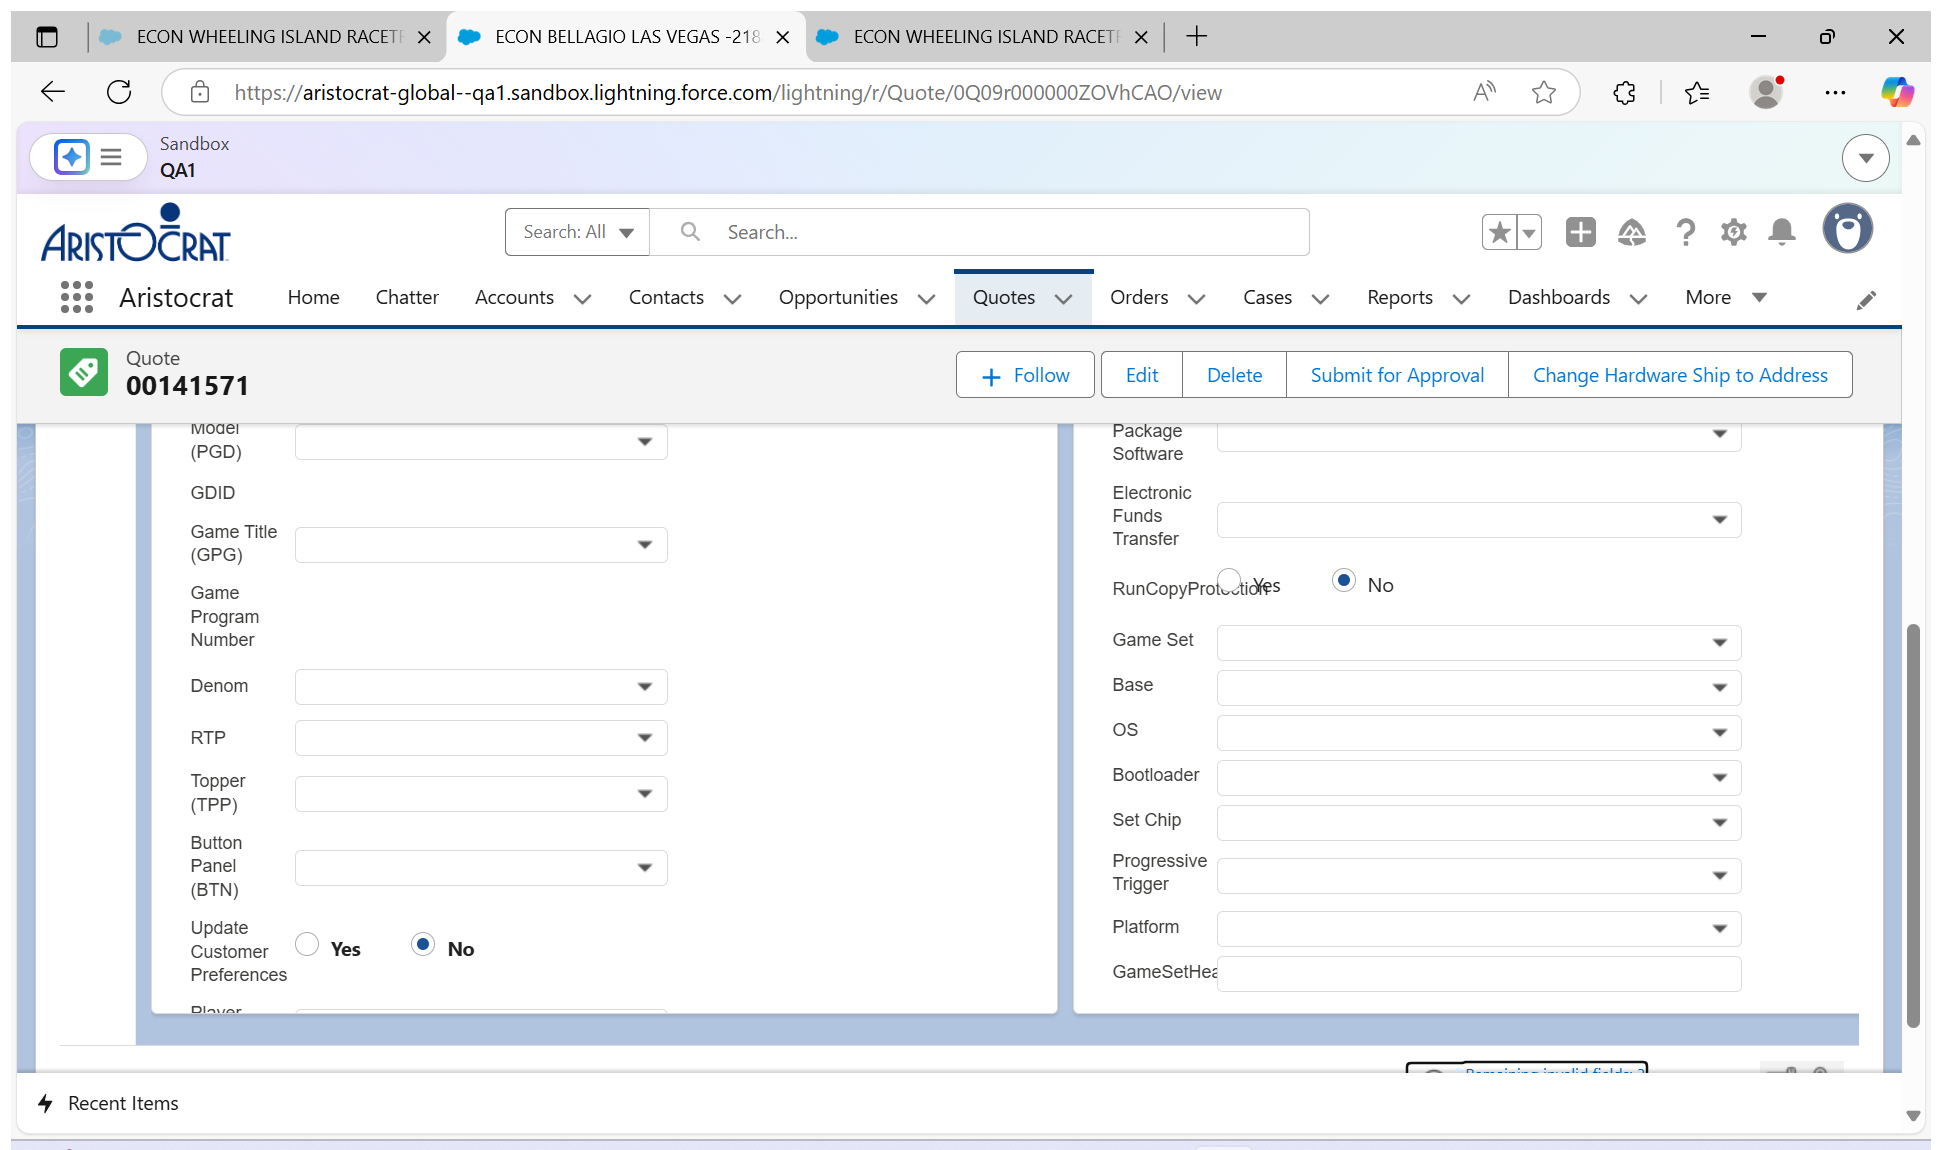 ECON WHEELING ISLAND RACETR
ECON BELLAGIO LAS VEGAS -218
ECON WHEELING ISLAND RACETR
https://aristocrat-global--qa1.sandbox.lightning.force.com/lightning/r/Quote/0Q09r000000ZOVhCAO/view
Sandbox
QA1
ARISTOCRAT
Search: All
Search...
Aristocrat
Home
Chatter
Accounts
Contacts
Opportunities
Quotes
Orders
Cases
Reports
Dashboards
More
Quote
00141571
Follow
Edit
Delete
Submit for Approval
Change Hardware Ship to Address
Model
(PGD)
GDID
Game Title
(GPG)
Game
Program
Number
Denom
RTP
Topper
(TPP)
Button
Panel
(BTN)
Update
Customer
Preferences
Yes
No
Player
Package
Software
Electronic
Funds
Transfer
RunCopyProtection
Yes
No
Game Set
Base
OS
Bootloader
Set Chip
Progressive
Trigger
Platform
GameSetHea
Remaining invalid fields:
Recent Items